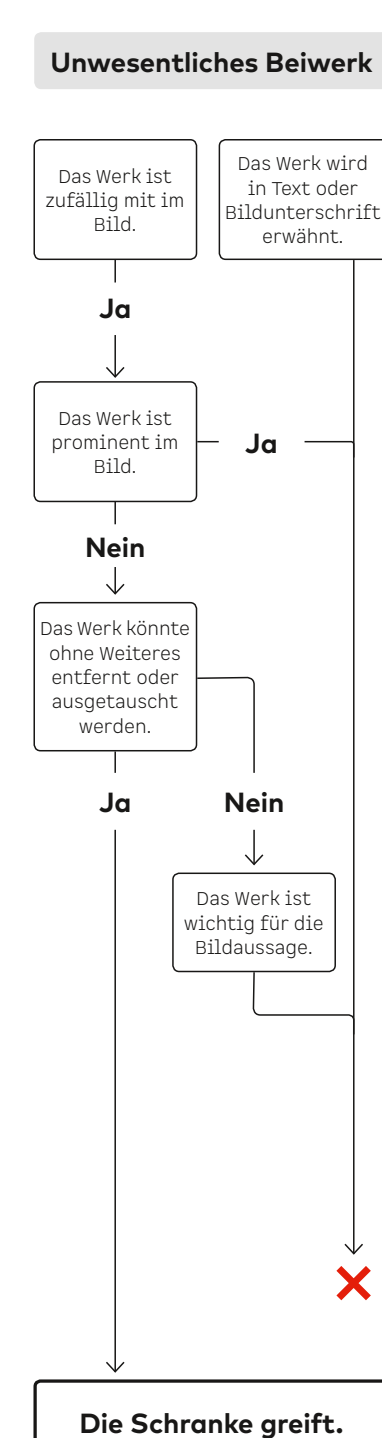 Unwesentliches Beiwerk
Das Werk ist
zufällig mit im
Bild.
Das Werk wird
in Text oder
Bildunterschrift
erwähnt.
Ja
Das Werk ist
prominent im
Bild.
Ja
Nein
Das Werk könnte
ohne Weiteres
entfernt oder
ausgetauscht
werden.
Ja
Nein
Das Werk ist
wichtig für die
Bildaussage.
Die Schranke greift.